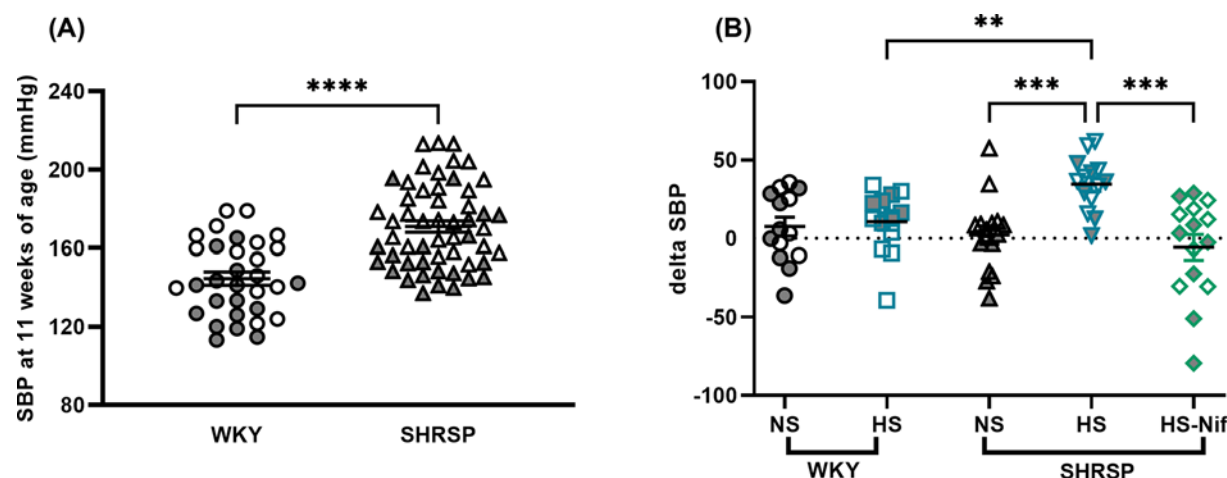 (A)
SBP at 11 weeks of age (mmHg)
240
200
160
120
80
****
WKY
SHRSP
(B)
delta SBP
100
50
0
-50
-100
**
***
***
NS
HS
NS
HS
HS-Nif
WKY
SHRSP